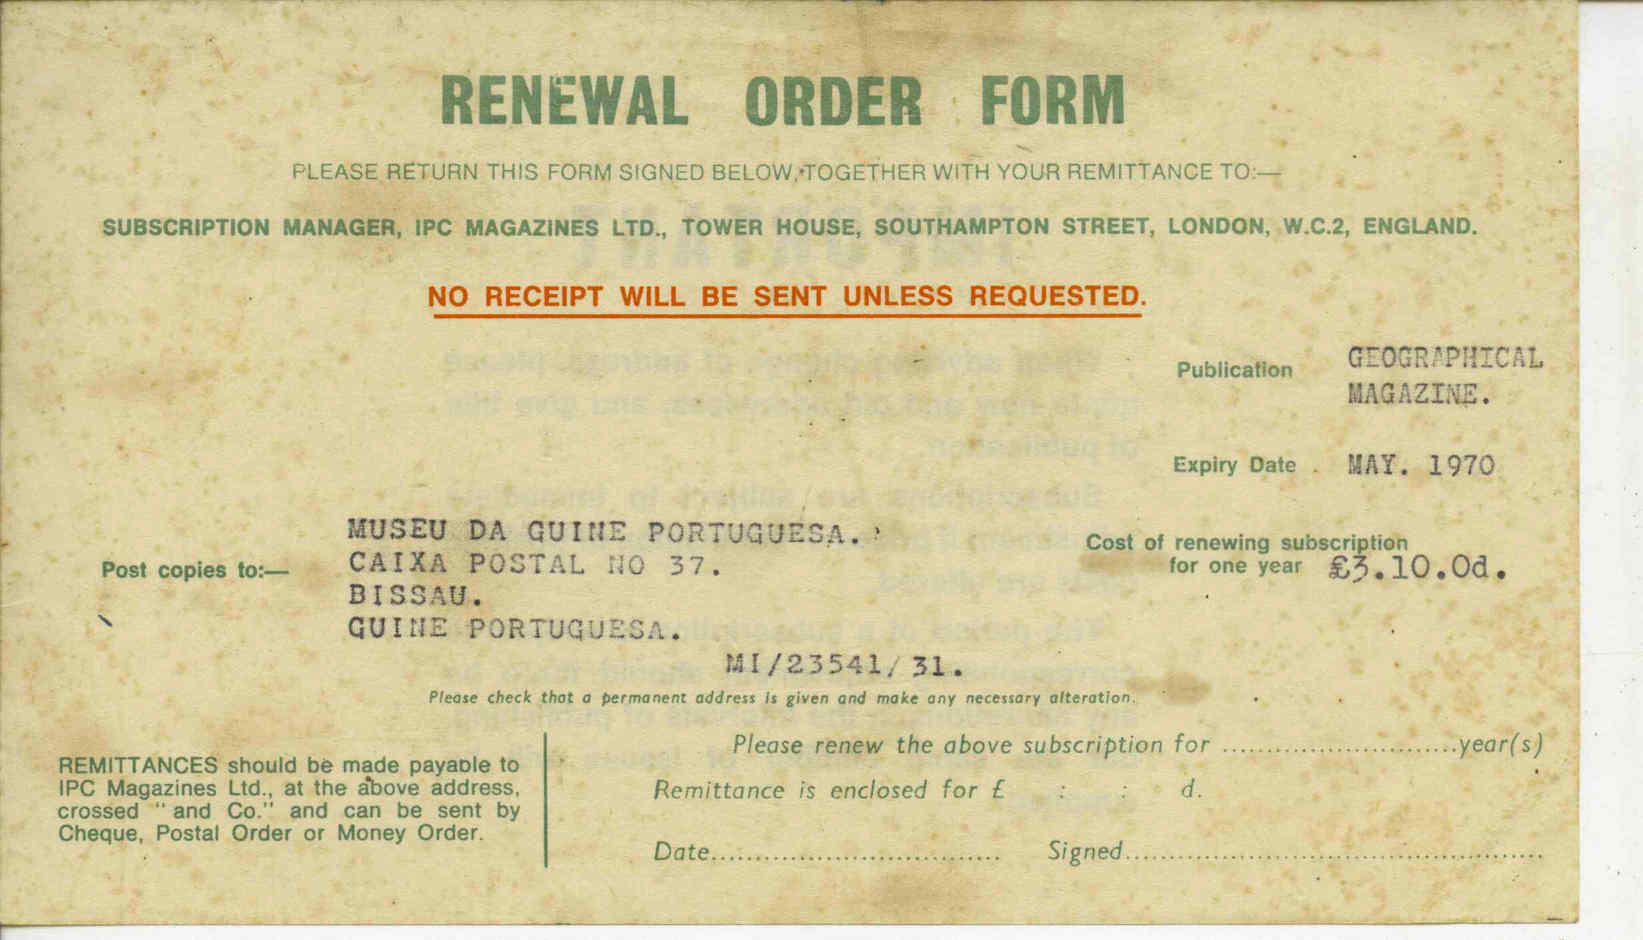 RENEWAL ORDER FORM
PLEASE RETURN THIS FORM SIGNED BELOW, TOGETHER WITH YOUR REMITTANCE TO:—
SUBSCRIPTION MANAGER, IPC MAGAZINES LTD., TOWER HOUSE, SOUTHAMPTON STREET, LONDON, W.C.2, ENGLAND.
NO RECEIPT WILL BE SENT UNLESS REQUESTED.
Publication GEOGRAPHICAL
MAGAZINE.
Expiry Date . MAY. 1970
Post copies to:—
MUSEU DA GUINE PORTUGUESA.
CAIXA POSTAL NO 37.
BISSAU.
GUINE PORTUGUESA.
MI/23541/31.
Cost of renewing subscription
for one year £3.10.0d.
Please check that a permanent address is given and make any necessary alteration.
REMITTANCES should be made payable to
IPC Magazines Ltd., at the above address,
crossed "and Co." and can be sent by
Cheque, Postal Order or Money Order.
Please renew the above subscription for ...........................year(s)
Remittance is enclosed for £ : : d.
Date................................. Signed................................................